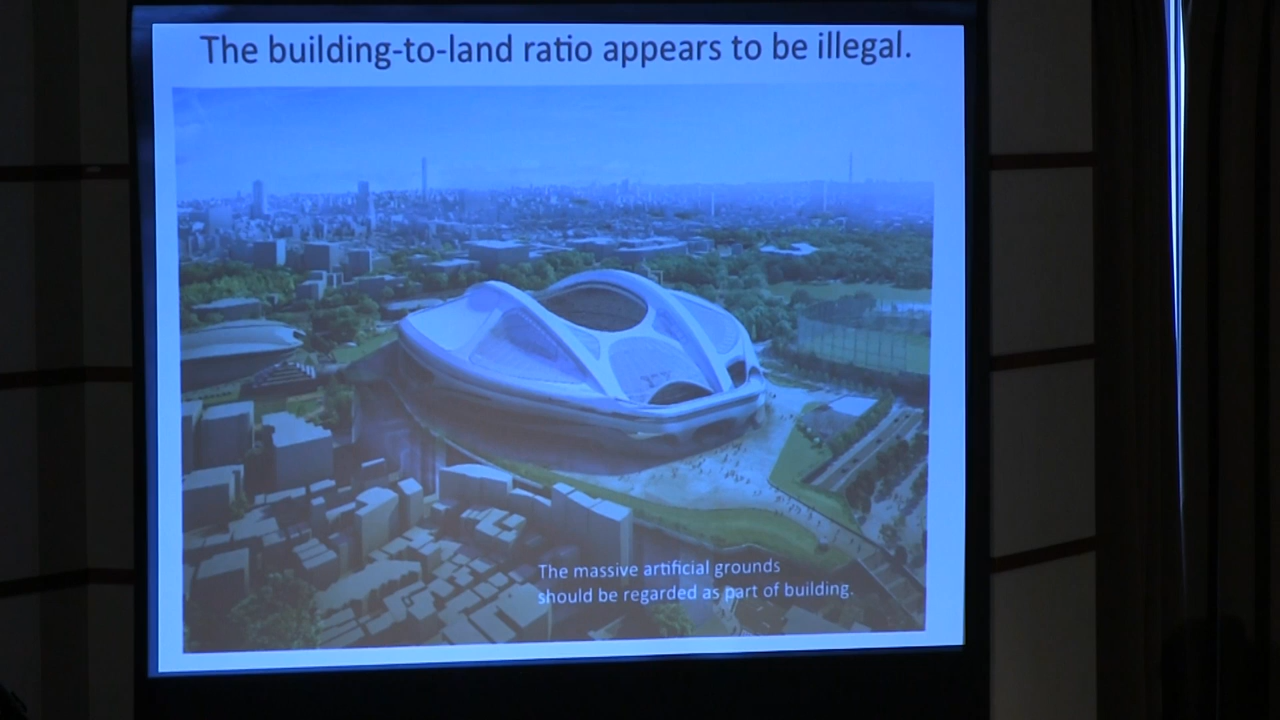 The building-to-land ratio appears to be illegal.
The massive artificial grounds
should be regarded as part of building.